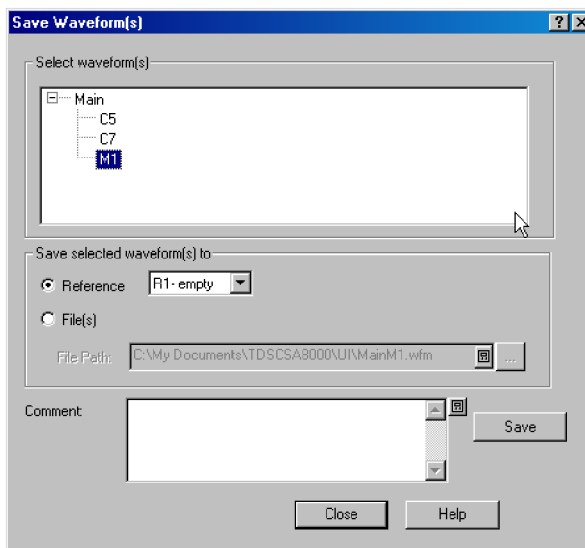 Save Waveform(s)
Select waveform(s)
Main
C5
C7
M1
Save selected waveform(s) to
Reference
R1- empty
File(s)
File Path:
C:\My Documents\TDSCSA8000\UI\MainM1.wfm
...
Comment:
Save
Close
Help